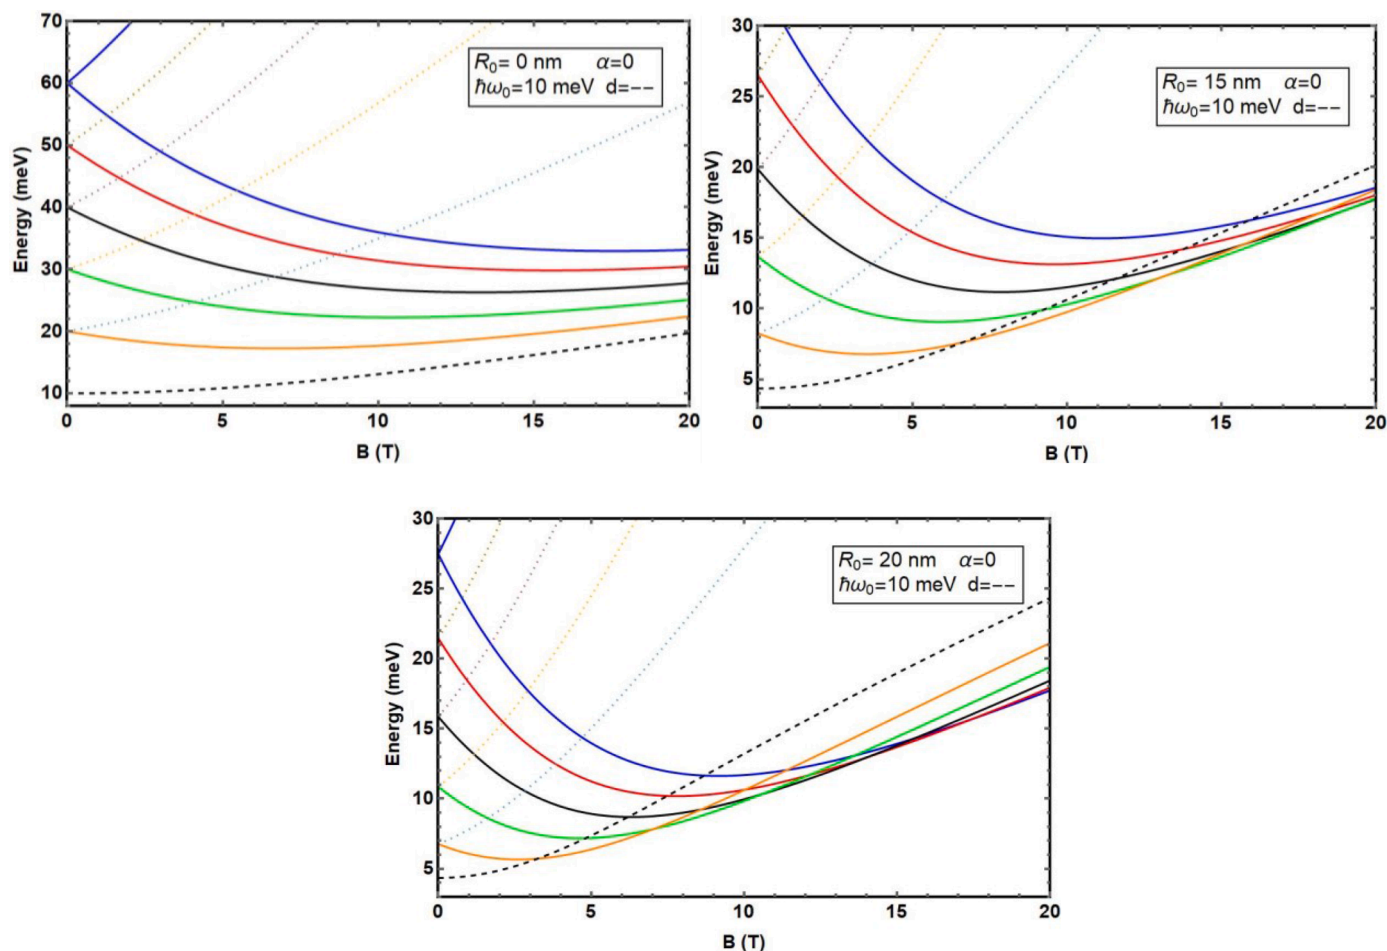 70
60
50
40
30
20
10
Energy (meV)
R₀= 0 nm α=0
ħω₀=10 meV d=−−
0 5 10 15 20
B (T)
30
25
20
15
10
5
Energy (meV)
R₀= 15 nm α=0
ħω₀=10 meV d=−−
0 5 10 15 20
B (T)
30
25
20
15
10
5
Energy (meV)
R₀= 20 nm α=0
ħω₀=10 meV d=−−
0 5 10 15 20
B (T)